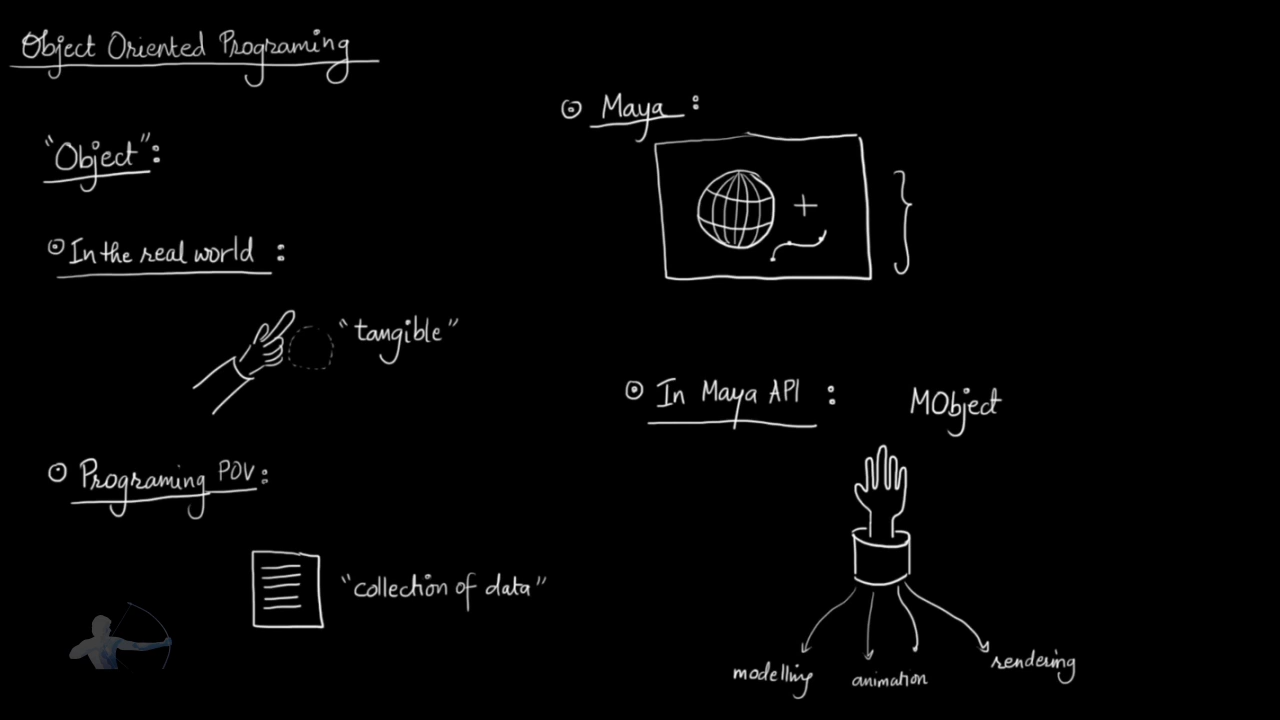 Object Oriented Programing
"Object":
In the real world :
"tangible"
Programing POV:
"collection of data"
Maya :
In Maya API :
MObject
modelling
animation
rendering